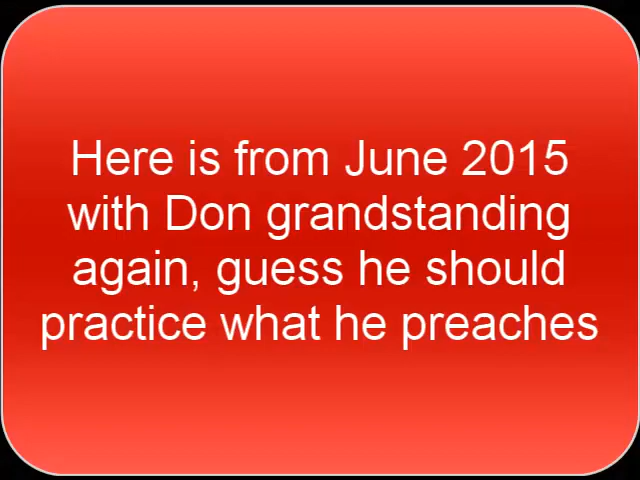 Here is from June 2015
with Don grandstanding
again, guess he should
practice what he preaches